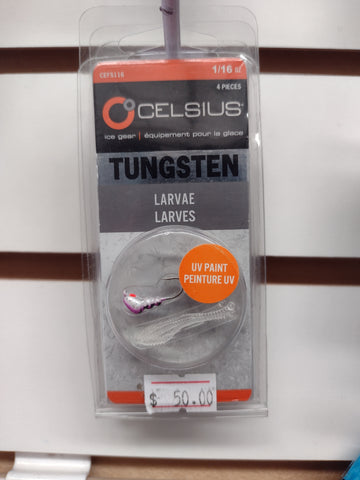 CEFS116
1/16 oz
4 PIECES
CELSIUS
ice gear | équipement pour la glace
TUNGSTEN
LARVAE
LARVES
UV PAINT
PEINTURE UV
$ 50.00